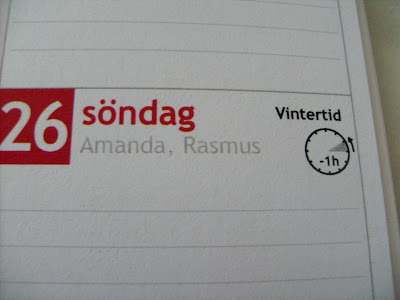 26 söndag Vintertid
Amanda, Rasmus
-1h